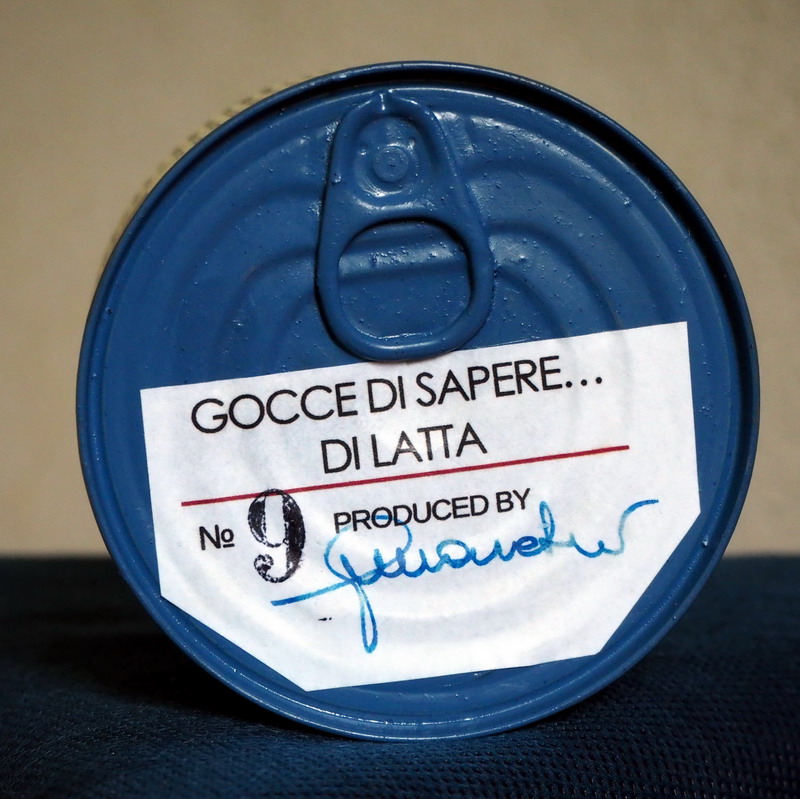 GOCCE DI SAPERE...
DI LATTA
No 9 PRODUCED BY